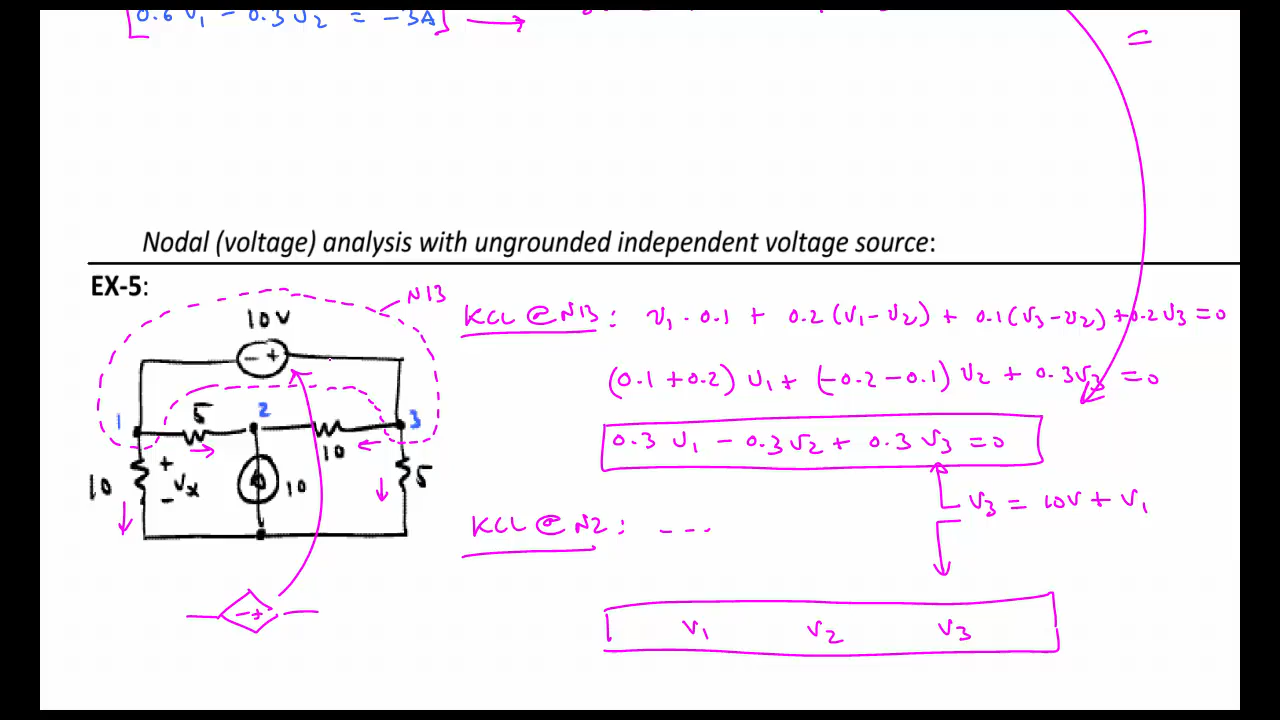 0.6 V1 - 0.3 V2 = -3A
=
Nodal (voltage) analysis with ungrounded independent voltage source:
EX-5:
N13
10V
- +
1
5
2
10
3
10
+
Vx
-
10
5
- +
KCL @ N13 : V1 · 0.1 + 0.2 (V1 - V2) + 0.1 (V3 - V2) + 0.2 V3 = 0
(0.1 + 0.2) V1 + (-0.2 - 0.1) V2 + 0.3 V3 = 0
0.3 V1 - 0.3 V2 + 0.3 V3 = 0
V3 = 10V + V1
KCL @ N2 : ---
V1 V2 V3